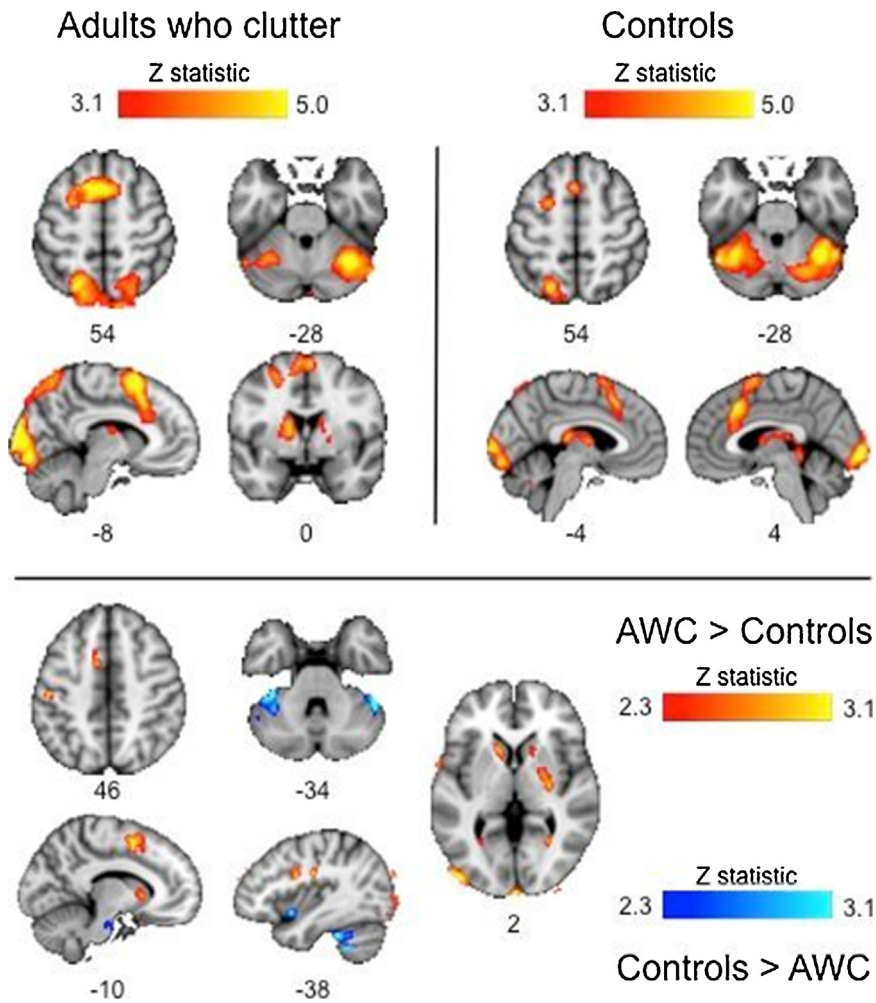 Adults who clutter
Controls
Z statistic
3.1 5.0
Z statistic
3.1 5.0
54
-28
54
-28
-8
0
-4
4
AWC > Controls
Z statistic
2.3 3.1
46
-34
Z statistic
2.3 3.1
2
Controls > AWC
-10
-38